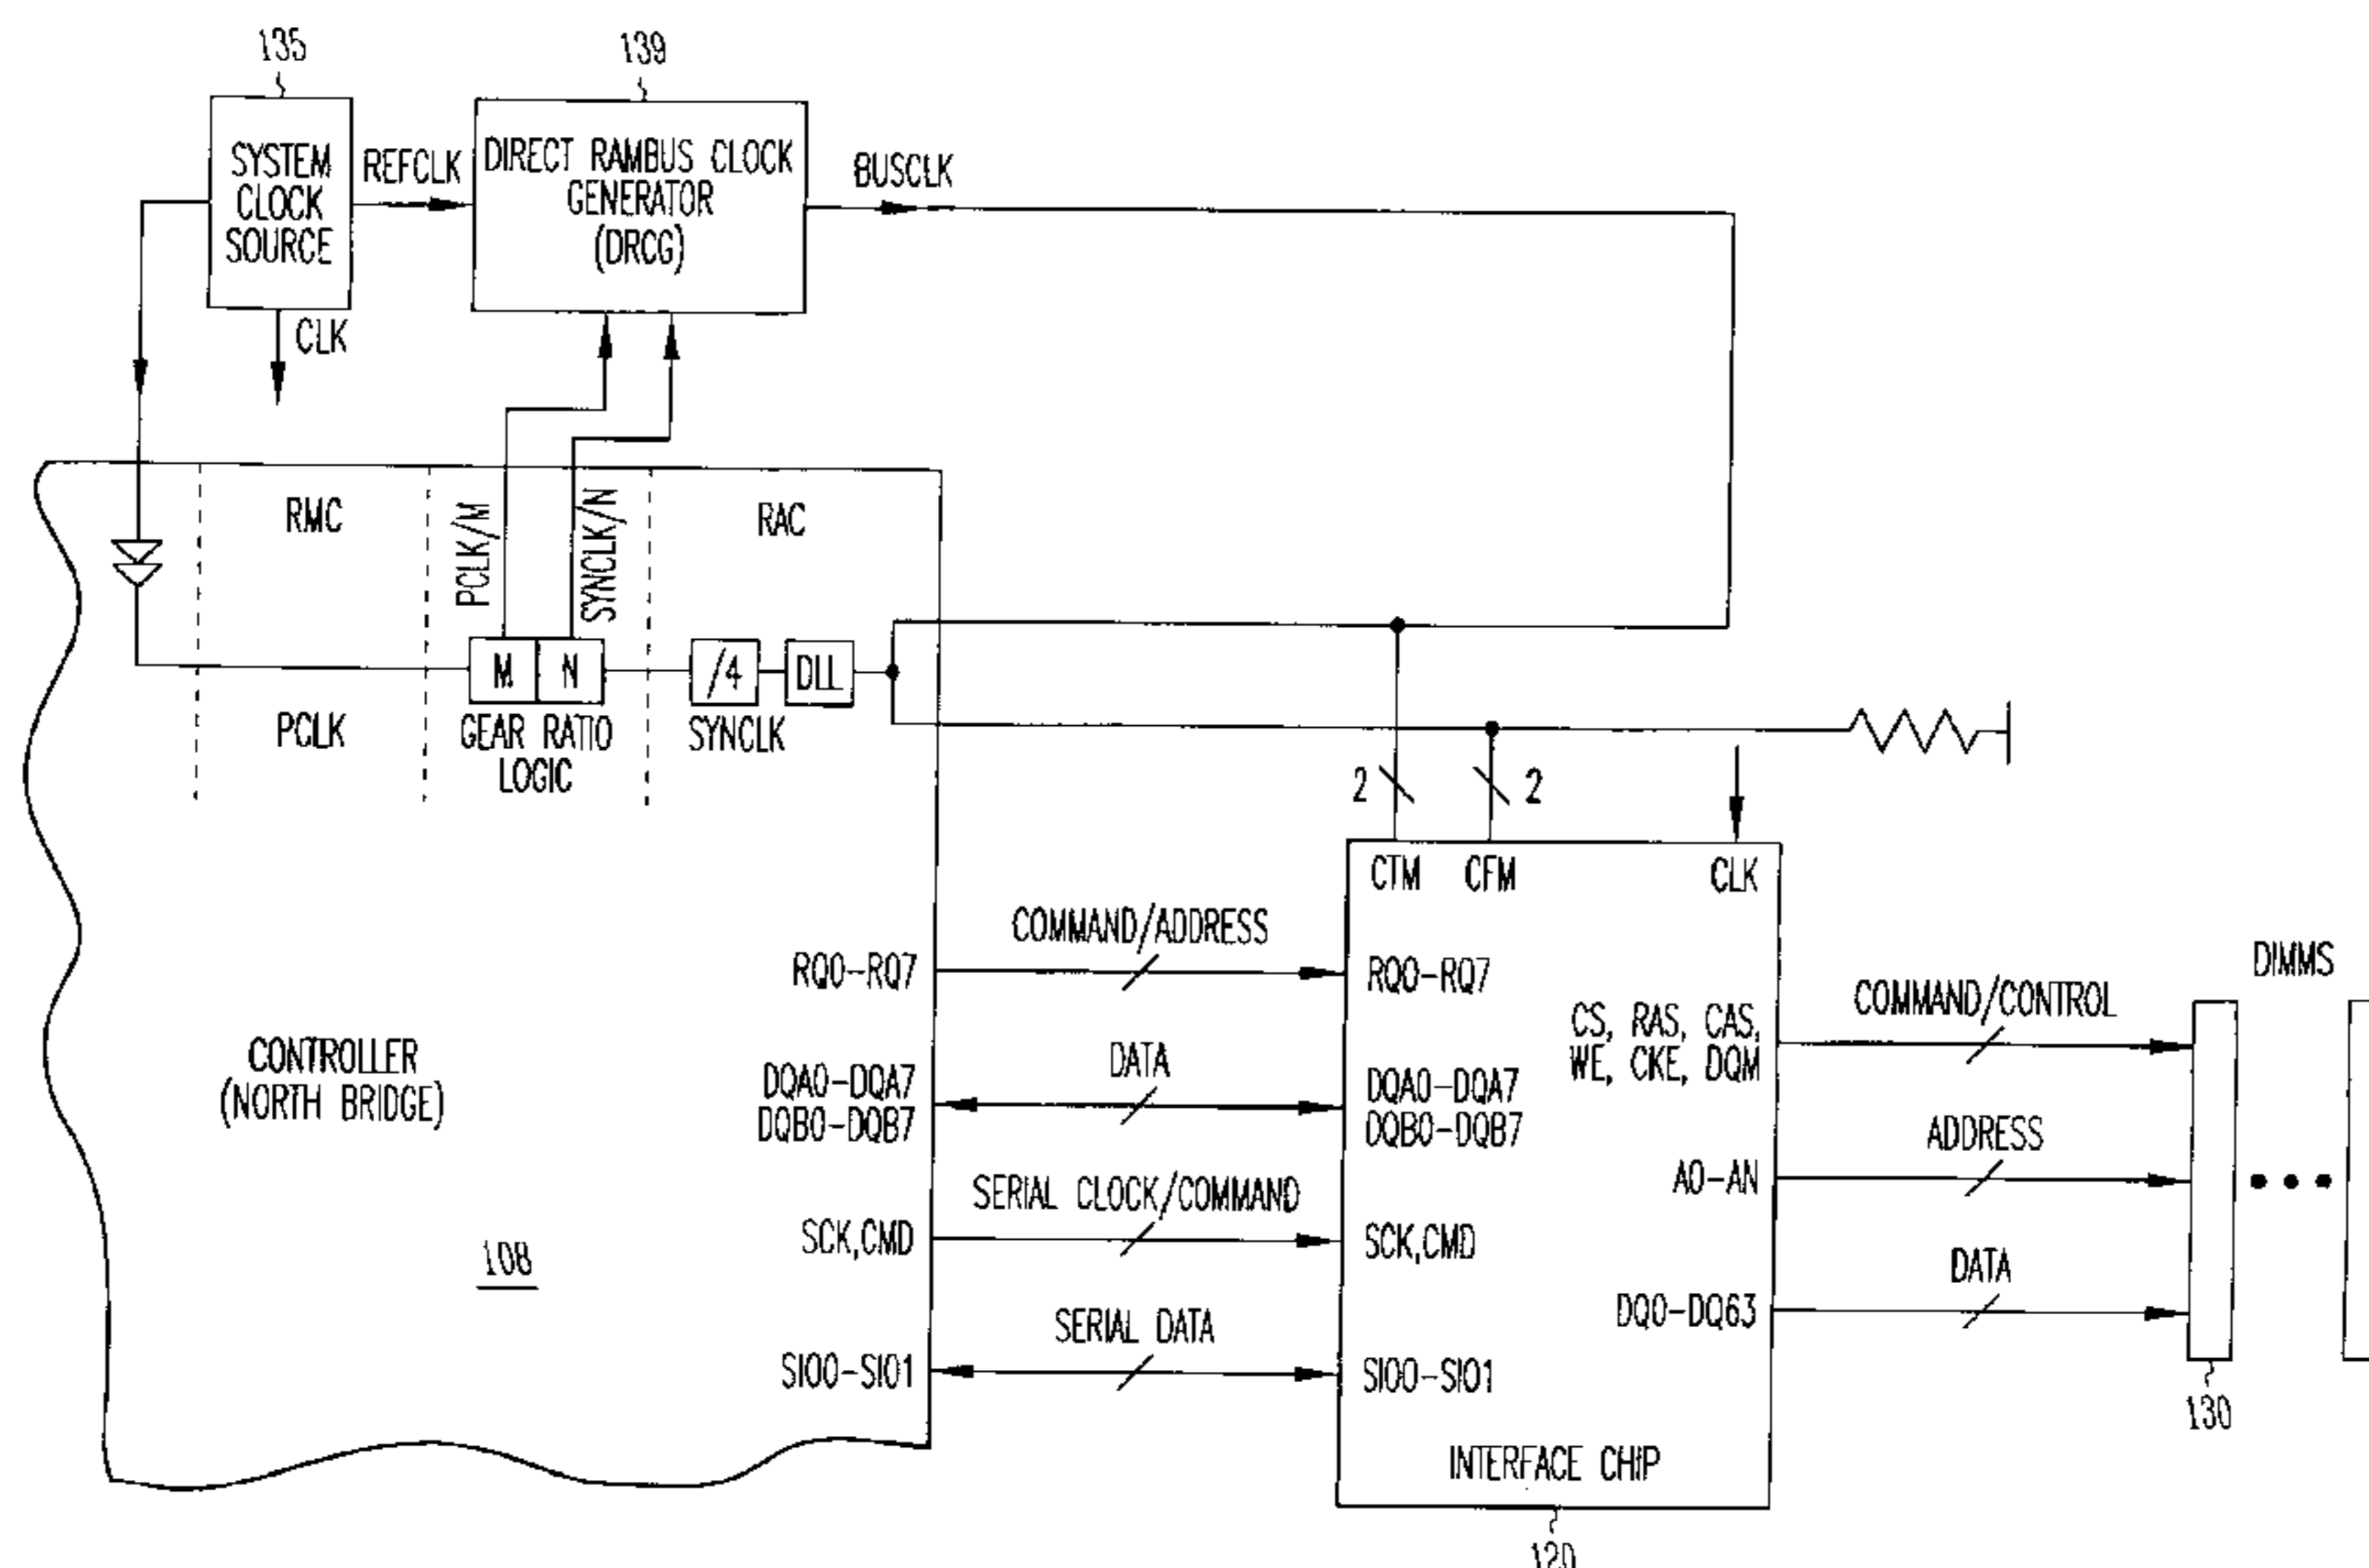 135
139
SYSTEM
CLOCK
SOURCE
REFCLK
DIRECT RAMBUS CLOCK
GENERATOR
(DRCG)
BUSCLK
CLK
RMC
PCLK/M
SYNCLK/N
RAC
M
N
/4
DLL
PCLK
GEAR RATIO
LOGIC
SYNCLK
2
2
CTM
CFM
CLK
COMMAND/ADDRESS
RQ0-RQ7
RQ0-RQ7
CONTROLLER
(NORTH BRIDGE)
108
DATA
DQA0-DQA7
DQB0-DQB7
DQA0-DQA7
DQB0-DQB7
SERIAL CLOCK/COMMAND
SCK,CMD
SCK,CMD
SERIAL DATA
SIO0-SIO1
SIO0-SIO1
CS, RAS, CAS,
WE, CKE, DQM
COMMAND/CONTROL
DIMMS
A0-AN
ADDRESS
DQ0-DQ63
DATA
130
INTERFACE CHIP
120